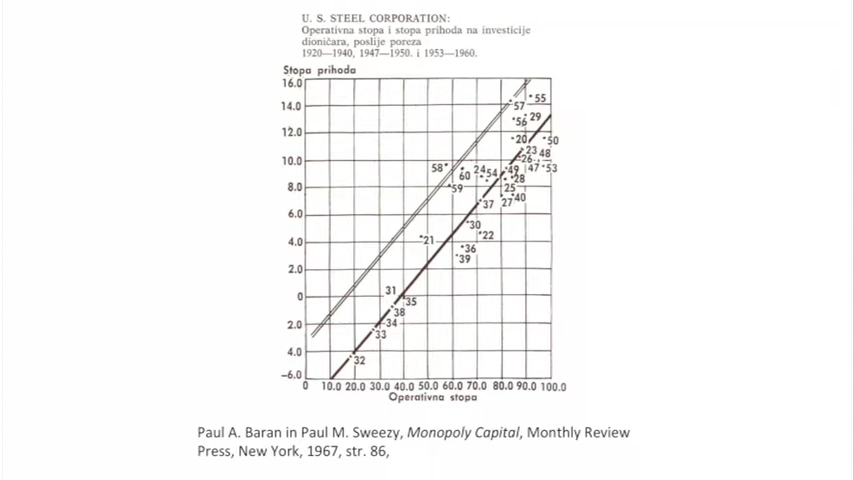 U. S. STEEL CORPORATION:
Operativna stopa i stopa prihoda na investicije
dioničara, poslije poreza
1920—1940, 1947—1950. i 1953—1960.
Stopa prihoda
16.0
14.0
12.0
10.0
8.0
6.0
4.0
2.0
0
2.0
4.0
–6.0
57 55
56 29
20 50
23 48
26 47 53
58 60 24 54 49 28
59 25
27 40
37
30
21 22
36
39
31
35
38
34
33
32
0 10.0 20.0 30.0 40.0 50.0 60.0 70.0 80.0 90.0 100.0
Operativna stopa
Paul A. Baran in Paul M. Sweezy, Monopoly Capital, Monthly Review
Press, New York, 1967, str. 86,